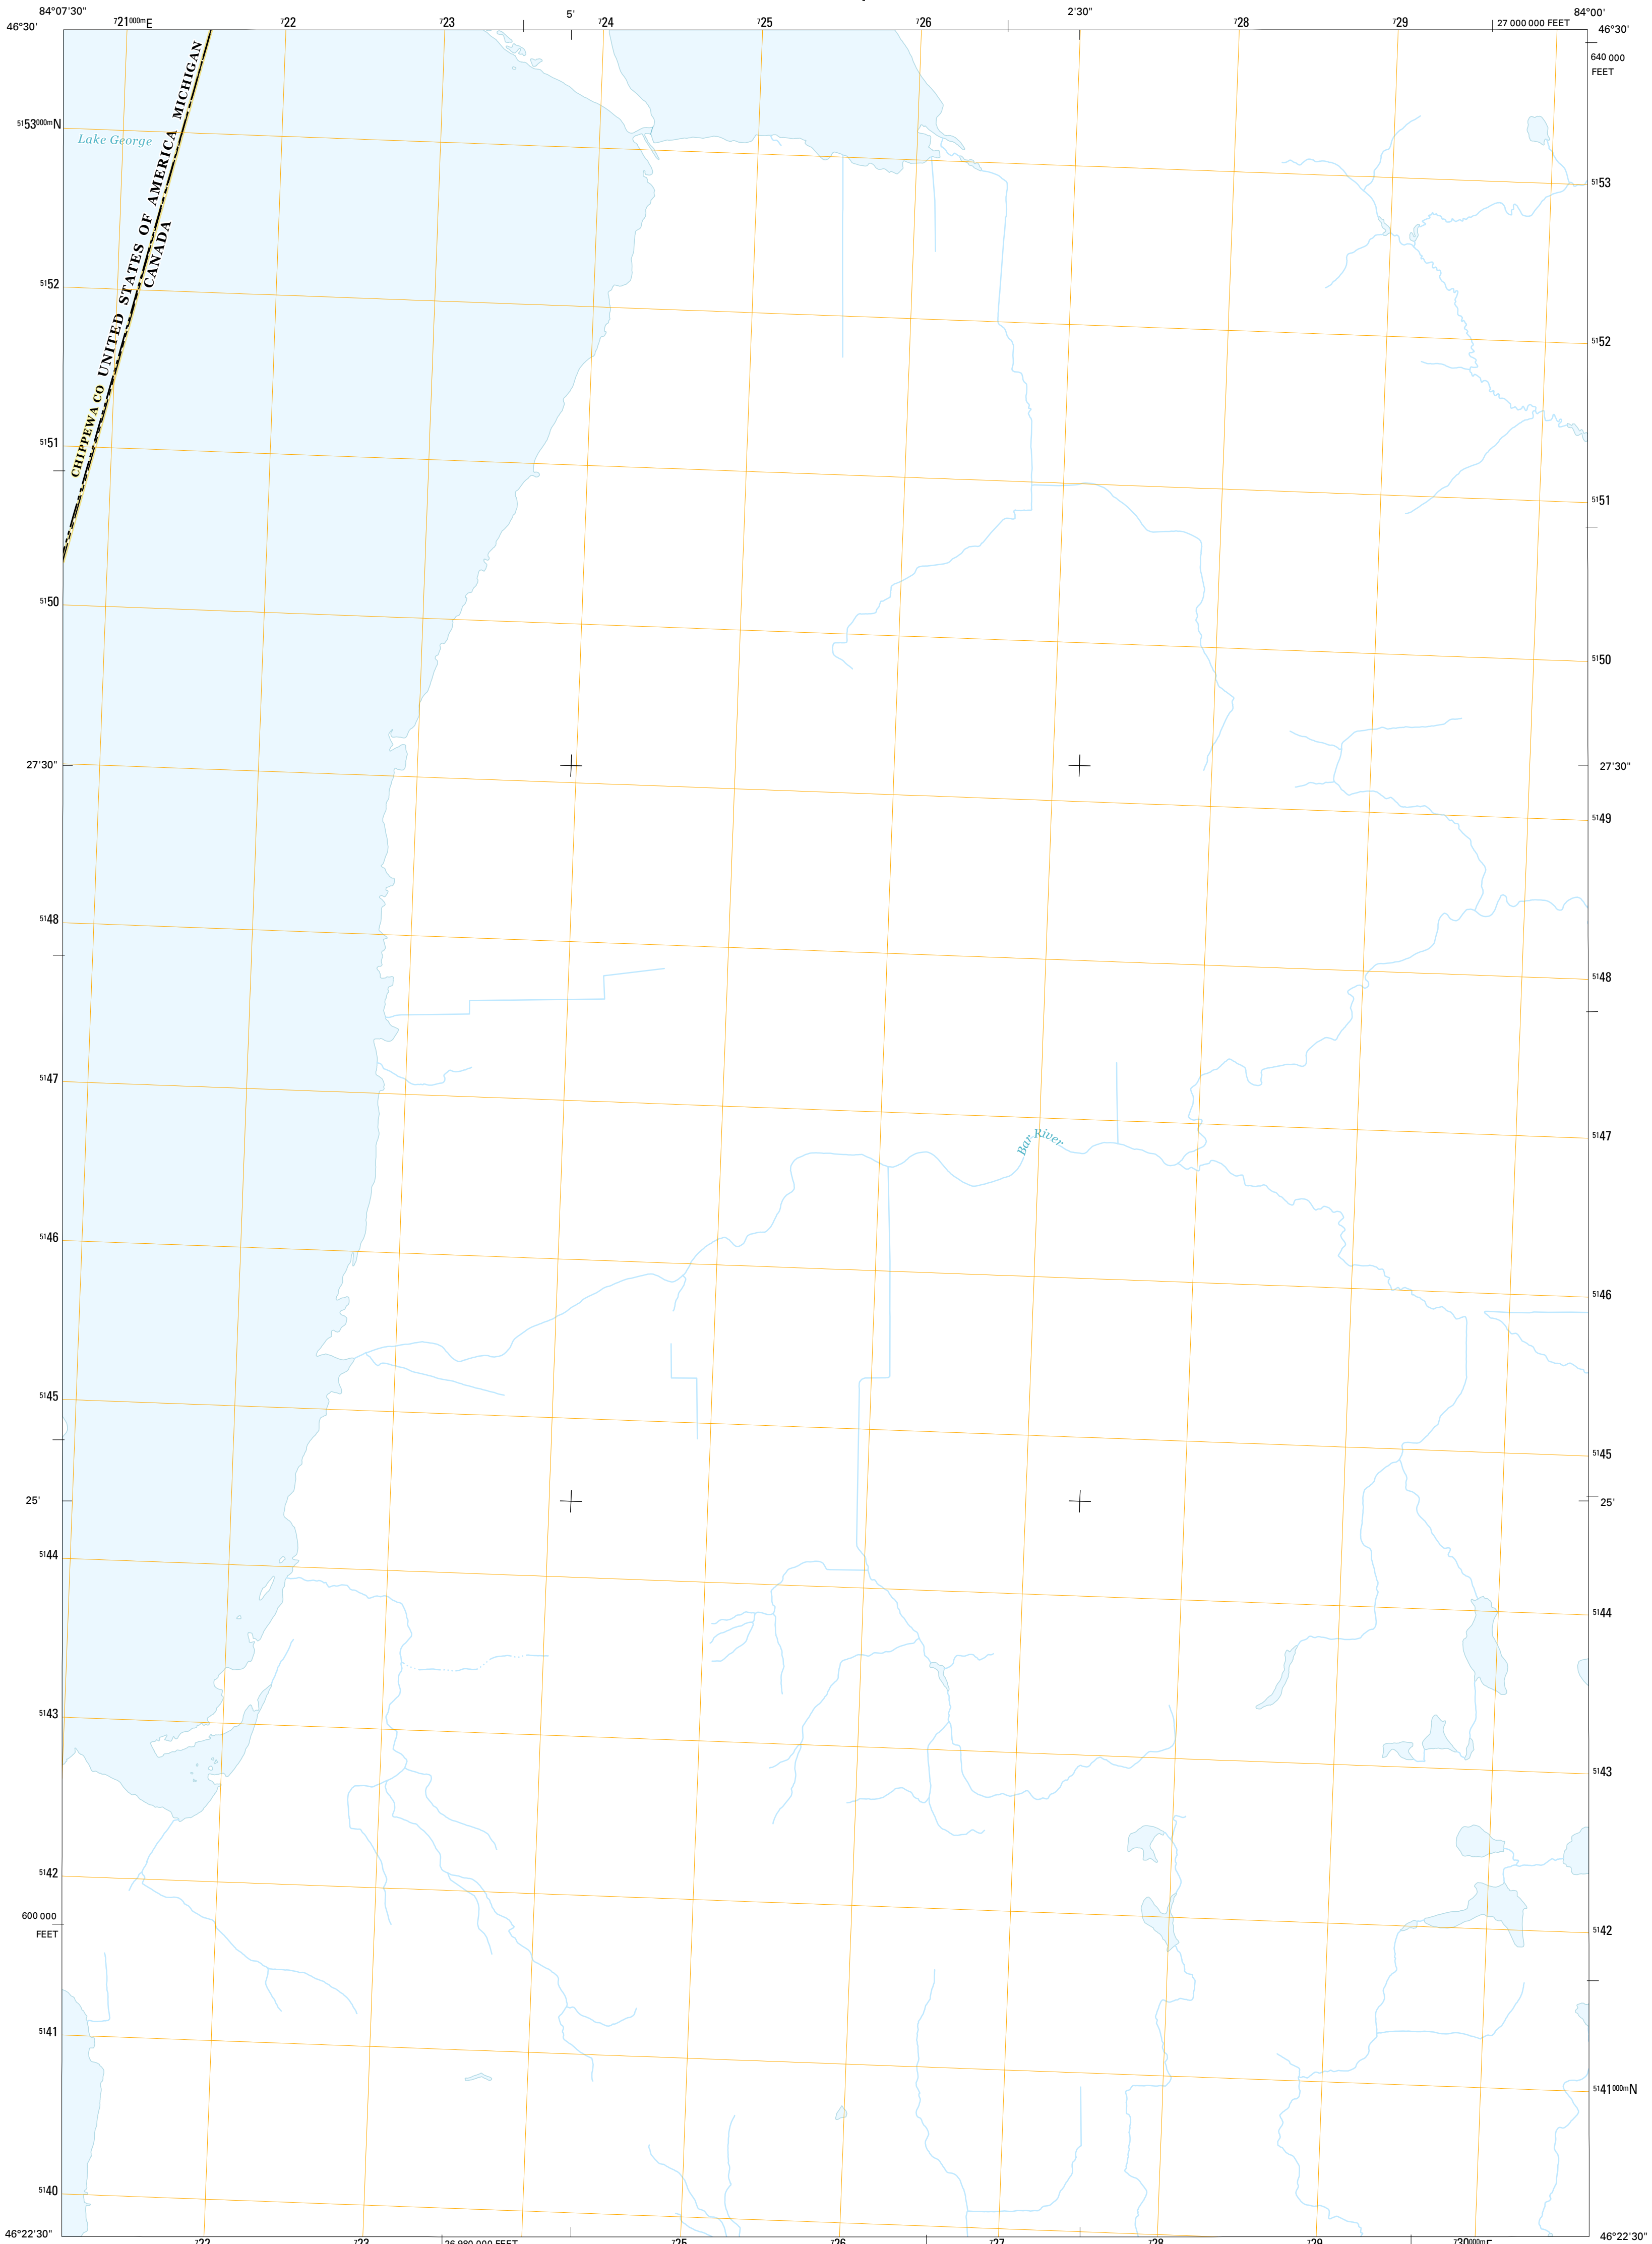 84°07'30" ⁷21⁰⁰⁰ᵐE ⁷22 ⁷23 5' ⁷24 ⁷25 ⁷26 2'30" ⁷28 ⁷29 27 000 000 FEET 84°00'
46°30' 46°30'
640 000
FEET
MICHIGAN
⁵¹53⁰⁰⁰ᵐN
Lake George
⁵¹53
UNITED STATES OF AMERICA
CANADA
⁵¹52
⁵¹52
CHIPPEWA CO
⁵¹51
⁵¹51
⁵¹50
⁵¹50
27'30" 27'30"
⁵¹49
⁵¹48
⁵¹48
⁵¹47
Bar River
⁵¹47
⁵¹46
⁵¹46
⁵¹45
⁵¹45
25' 25'
⁵¹44
⁵¹44
⁵¹43
⁵¹43
⁵¹42
600 000
FEET
⁵¹42
⁵¹41
⁵¹41⁰⁰⁰ᵐN
⁵¹40
46°22'30" 46°22'30"
⁷22 ⁷23 26 980 000 FEET ⁷25 ⁷26 ⁷27 ⁷28 ⁷29 ⁷30⁰⁰⁰ᵐE